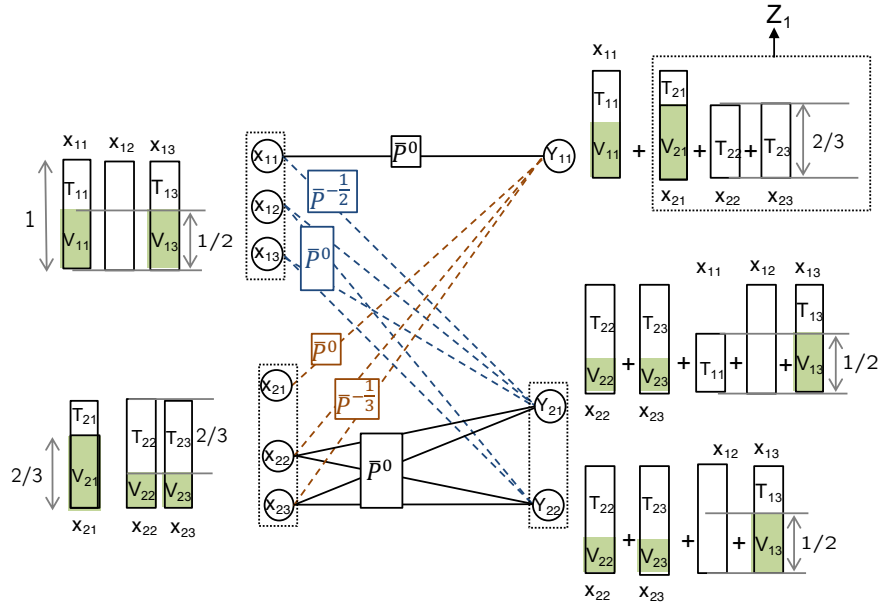 Z₁
x₁₁
T₁₁ T₂₁
V₁₁ + V₂₁ + T₂₂ + T₂₃ 2/3
x₂₁ x₂₂ x₂₃
x₁₁ x₁₂ x₁₃
1 T₁₁ T₁₃
V₁₁ V₁₃ 1/2
X₁₁ P̄⁰ Y₁₁
X₁₂ P̄^{-1/2}
X₁₃ P̄⁰
x₁₁ x₁₂ x₁₃
T₂₂ T₂₃ T₁₃
V₂₂ + V₂₃ + T₁₁ + + V₁₃ 1/2
x₂₂ x₂₃
P̄⁰
X₂₁ P̄^{-1/3}
X₂₂ P̄⁰ Y₂₁
X₂₃ Y₂₂
T₂₁ T₂₂ T₂₃ 2/3
2/3 V₂₁ V₂₂ V₂₃
x₂₁ x₂₂ x₂₃
x₁₂ x₁₃
T₂₂ T₂₃ T₁₃
V₂₂ + V₂₃ + + V₁₃ 1/2
x₂₂ x₂₃